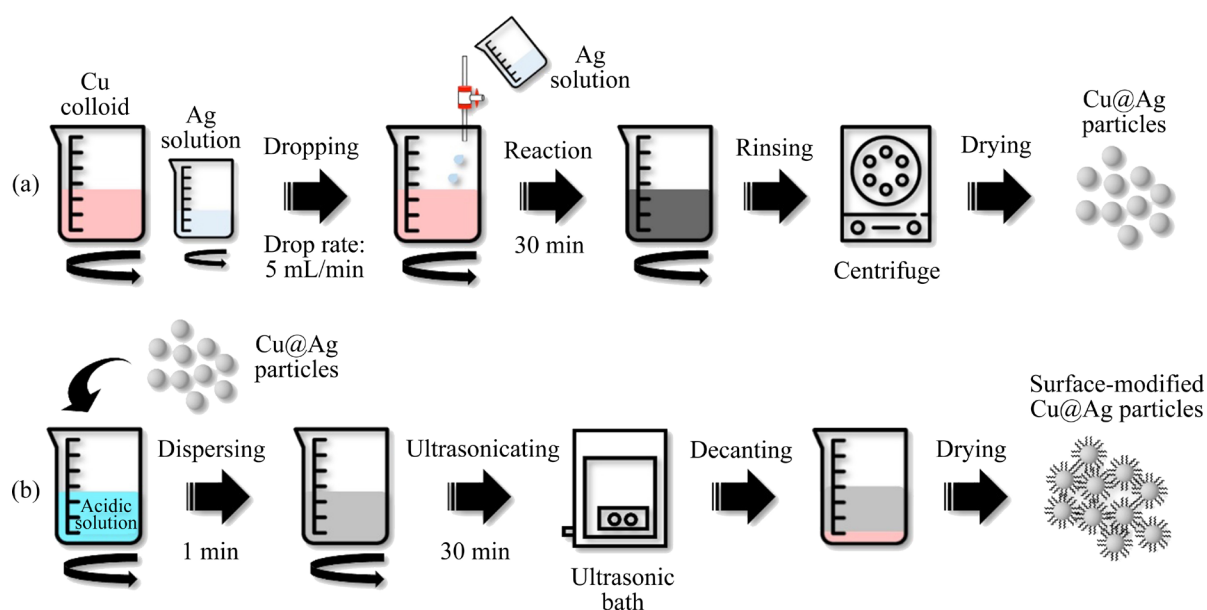 (a)
Cu
colloid
Ag
solution
Dropping
Drop rate:
5 mL/min
Ag
solution
Reaction
30 min
Rinsing
Centrifuge
Drying
Cu@Ag
particles
(b)
Cu@Ag
particles
Acidic
solution
Dispersing
1 min
Ultrasonicating
30 min
Ultrasonic
bath
Decanting
Drying
Surface-modified
Cu@Ag particles